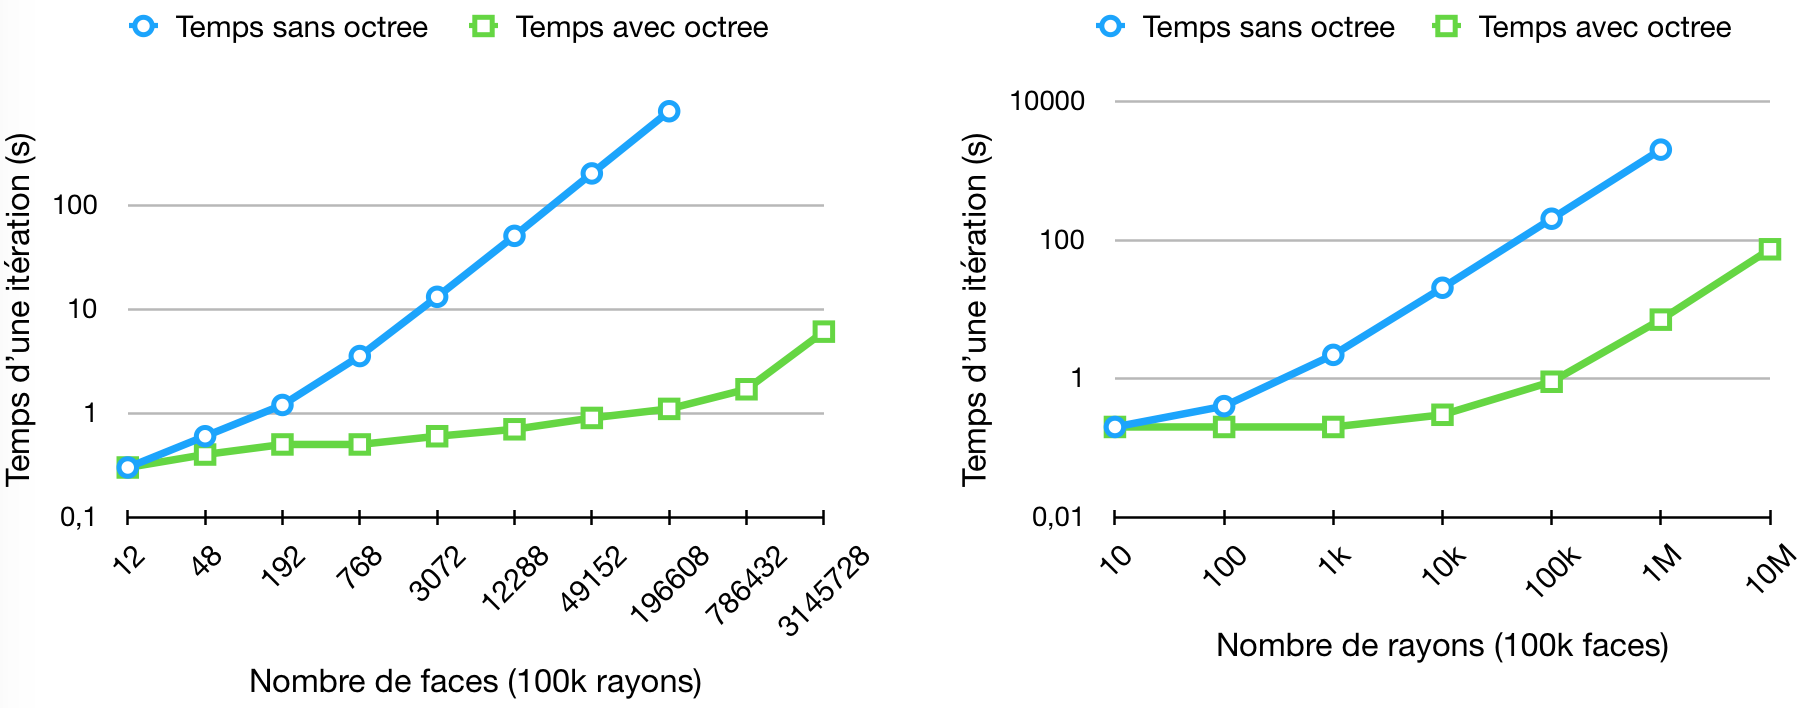 Temps sans octree
Temps avec octree
Temps d’une itération (s)
100
10
1
0,1
12
48
192
768
3072
12288
49152
196608
786432
3145728
Nombre de faces (100k rayons)
Temps sans octree
Temps avec octree
Temps d’une itération (s)
10000
100
1
0,01
10
100
1k
10k
100k
1M
10M
Nombre de rayons (100k faces)